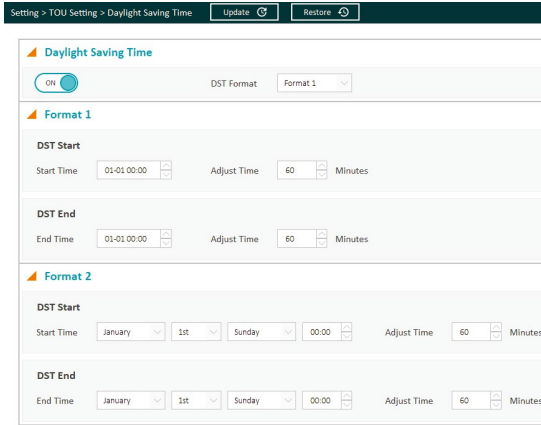 Setting > TOU Setting > Daylight Saving Time Update Restore
Daylight Saving Time
ON DST Format Format 1
Format 1
DST Start
Start Time 01-01 00:00 Adjust Time 60 Minutes
DST End
End Time 01-01 00:00 Adjust Time 60 Minutes
Format 2
DST Start
Start Time January 1st Sunday 00:00 Adjust Time 60 Minutes
DST End
End Time January 1st Sunday 00:00 Adjust Time 60 Minutes